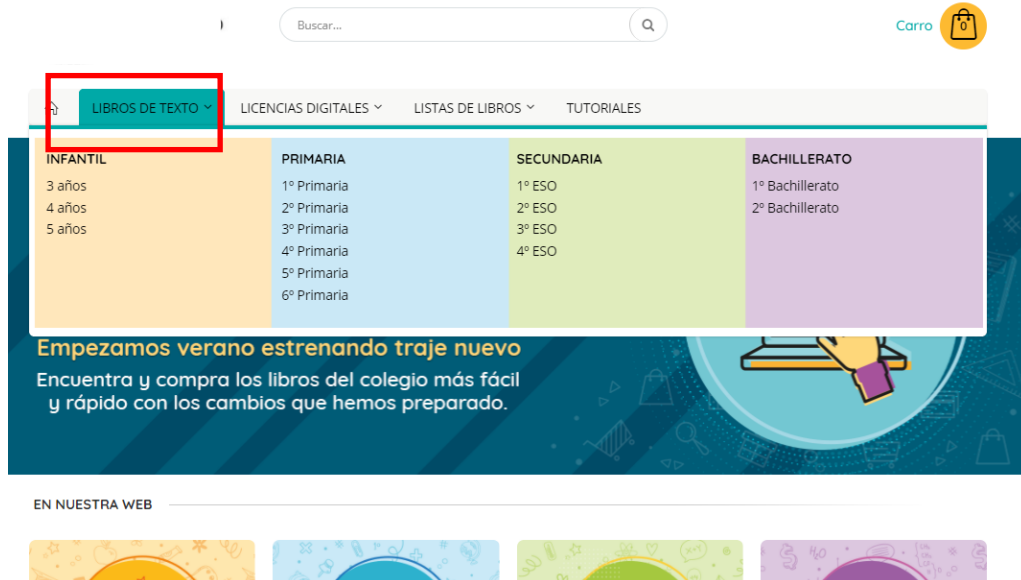 Buscar...
Carro
0
LIBROS DE TEXTO
LICENCIAS DIGITALES
LISTAS DE LIBROS
TUTORIALES
INFANTIL
3 años
4 años
5 años
PRIMARIA
1º Primaria
2º Primaria
3º Primaria
4º Primaria
5º Primaria
6º Primaria
SECUNDARIA
1º ESO
2º ESO
3º ESO
4º ESO
BACHILLERATO
1º Bachillerato
2º Bachillerato
Empezamos verano estrenando traje nuevo
Encuentra y compra los libros del colegio más fácil
y rápido con los cambios que hemos preparado.
EN NUESTRA WEB